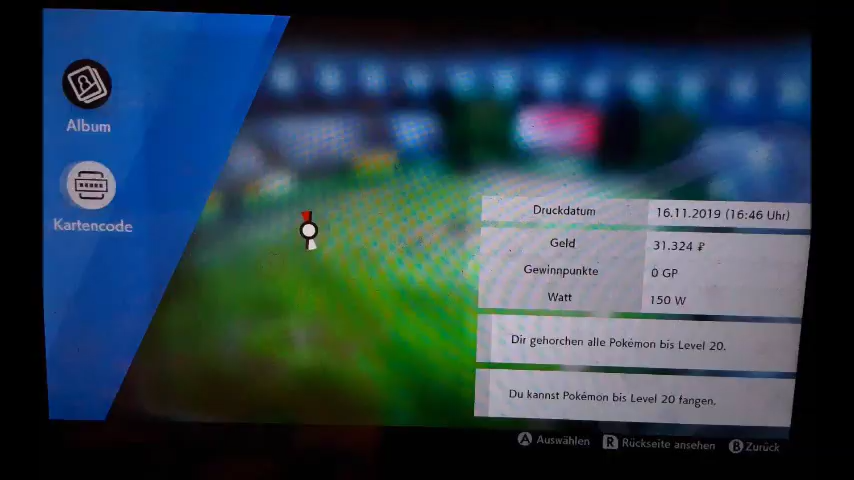 Album
Kartencode
Druckdatum 16.11.2019 (16:46 Uhr)
Geld 31.324 ₽
Gewinnpunkte 0 GP
Watt 150 W
Dir gehorchen alle Pokémon bis Level 20.
Du kannst Pokémon bis Level 20 fangen.
A Auswählen R Rückseite ansehen B Zurück